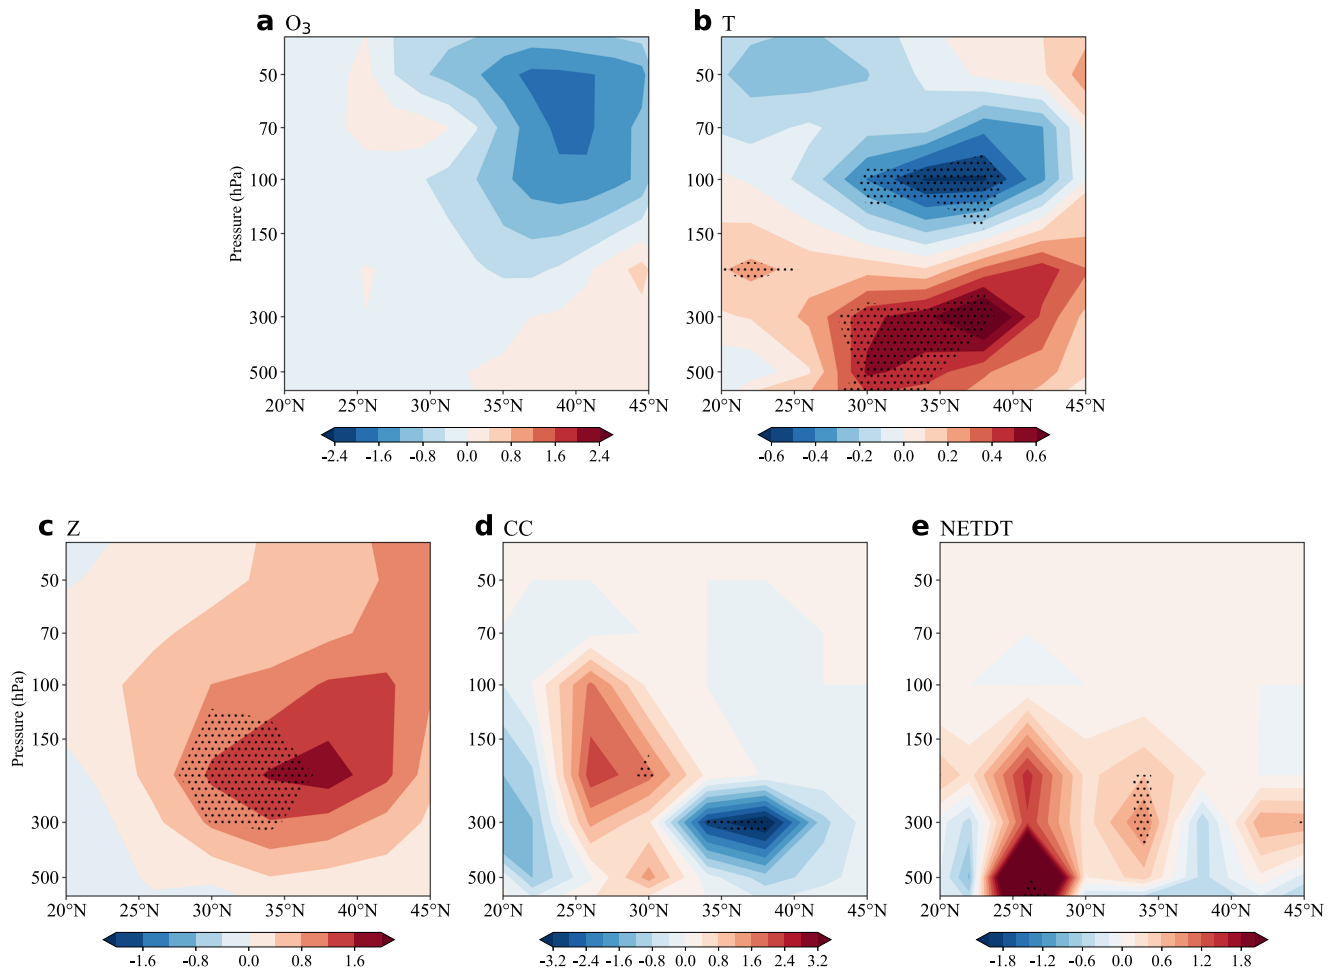 a O3
b T
Pressure (hPa)
50
70
100
150
300
500
20°N 25°N 30°N 35°N 40°N 45°N
-2.4 -1.6 -0.8 0.0 0.8 1.6 2.4
50
70
100
150
300
500
20°N 25°N 30°N 35°N 40°N 45°N
-0.6 -0.4 -0.2 0.0 0.2 0.4 0.6
c Z
d CC
e NETDT
Pressure (hPa)
50
70
100
150
300
500
20°N 25°N 30°N 35°N 40°N 45°N
-1.6 -0.8 0.0 0.8 1.6
50
70
100
150
300
500
20°N 25°N 30°N 35°N 40°N 45°N
-3.2 -2.4 -1.6 -0.8 0.0 0.8 1.6 2.4 3.2
50
70
100
150
300
500
20°N 25°N 30°N 35°N 40°N 45°N
-1.8 -1.2 -0.6 0.0 0.6 1.2 1.8